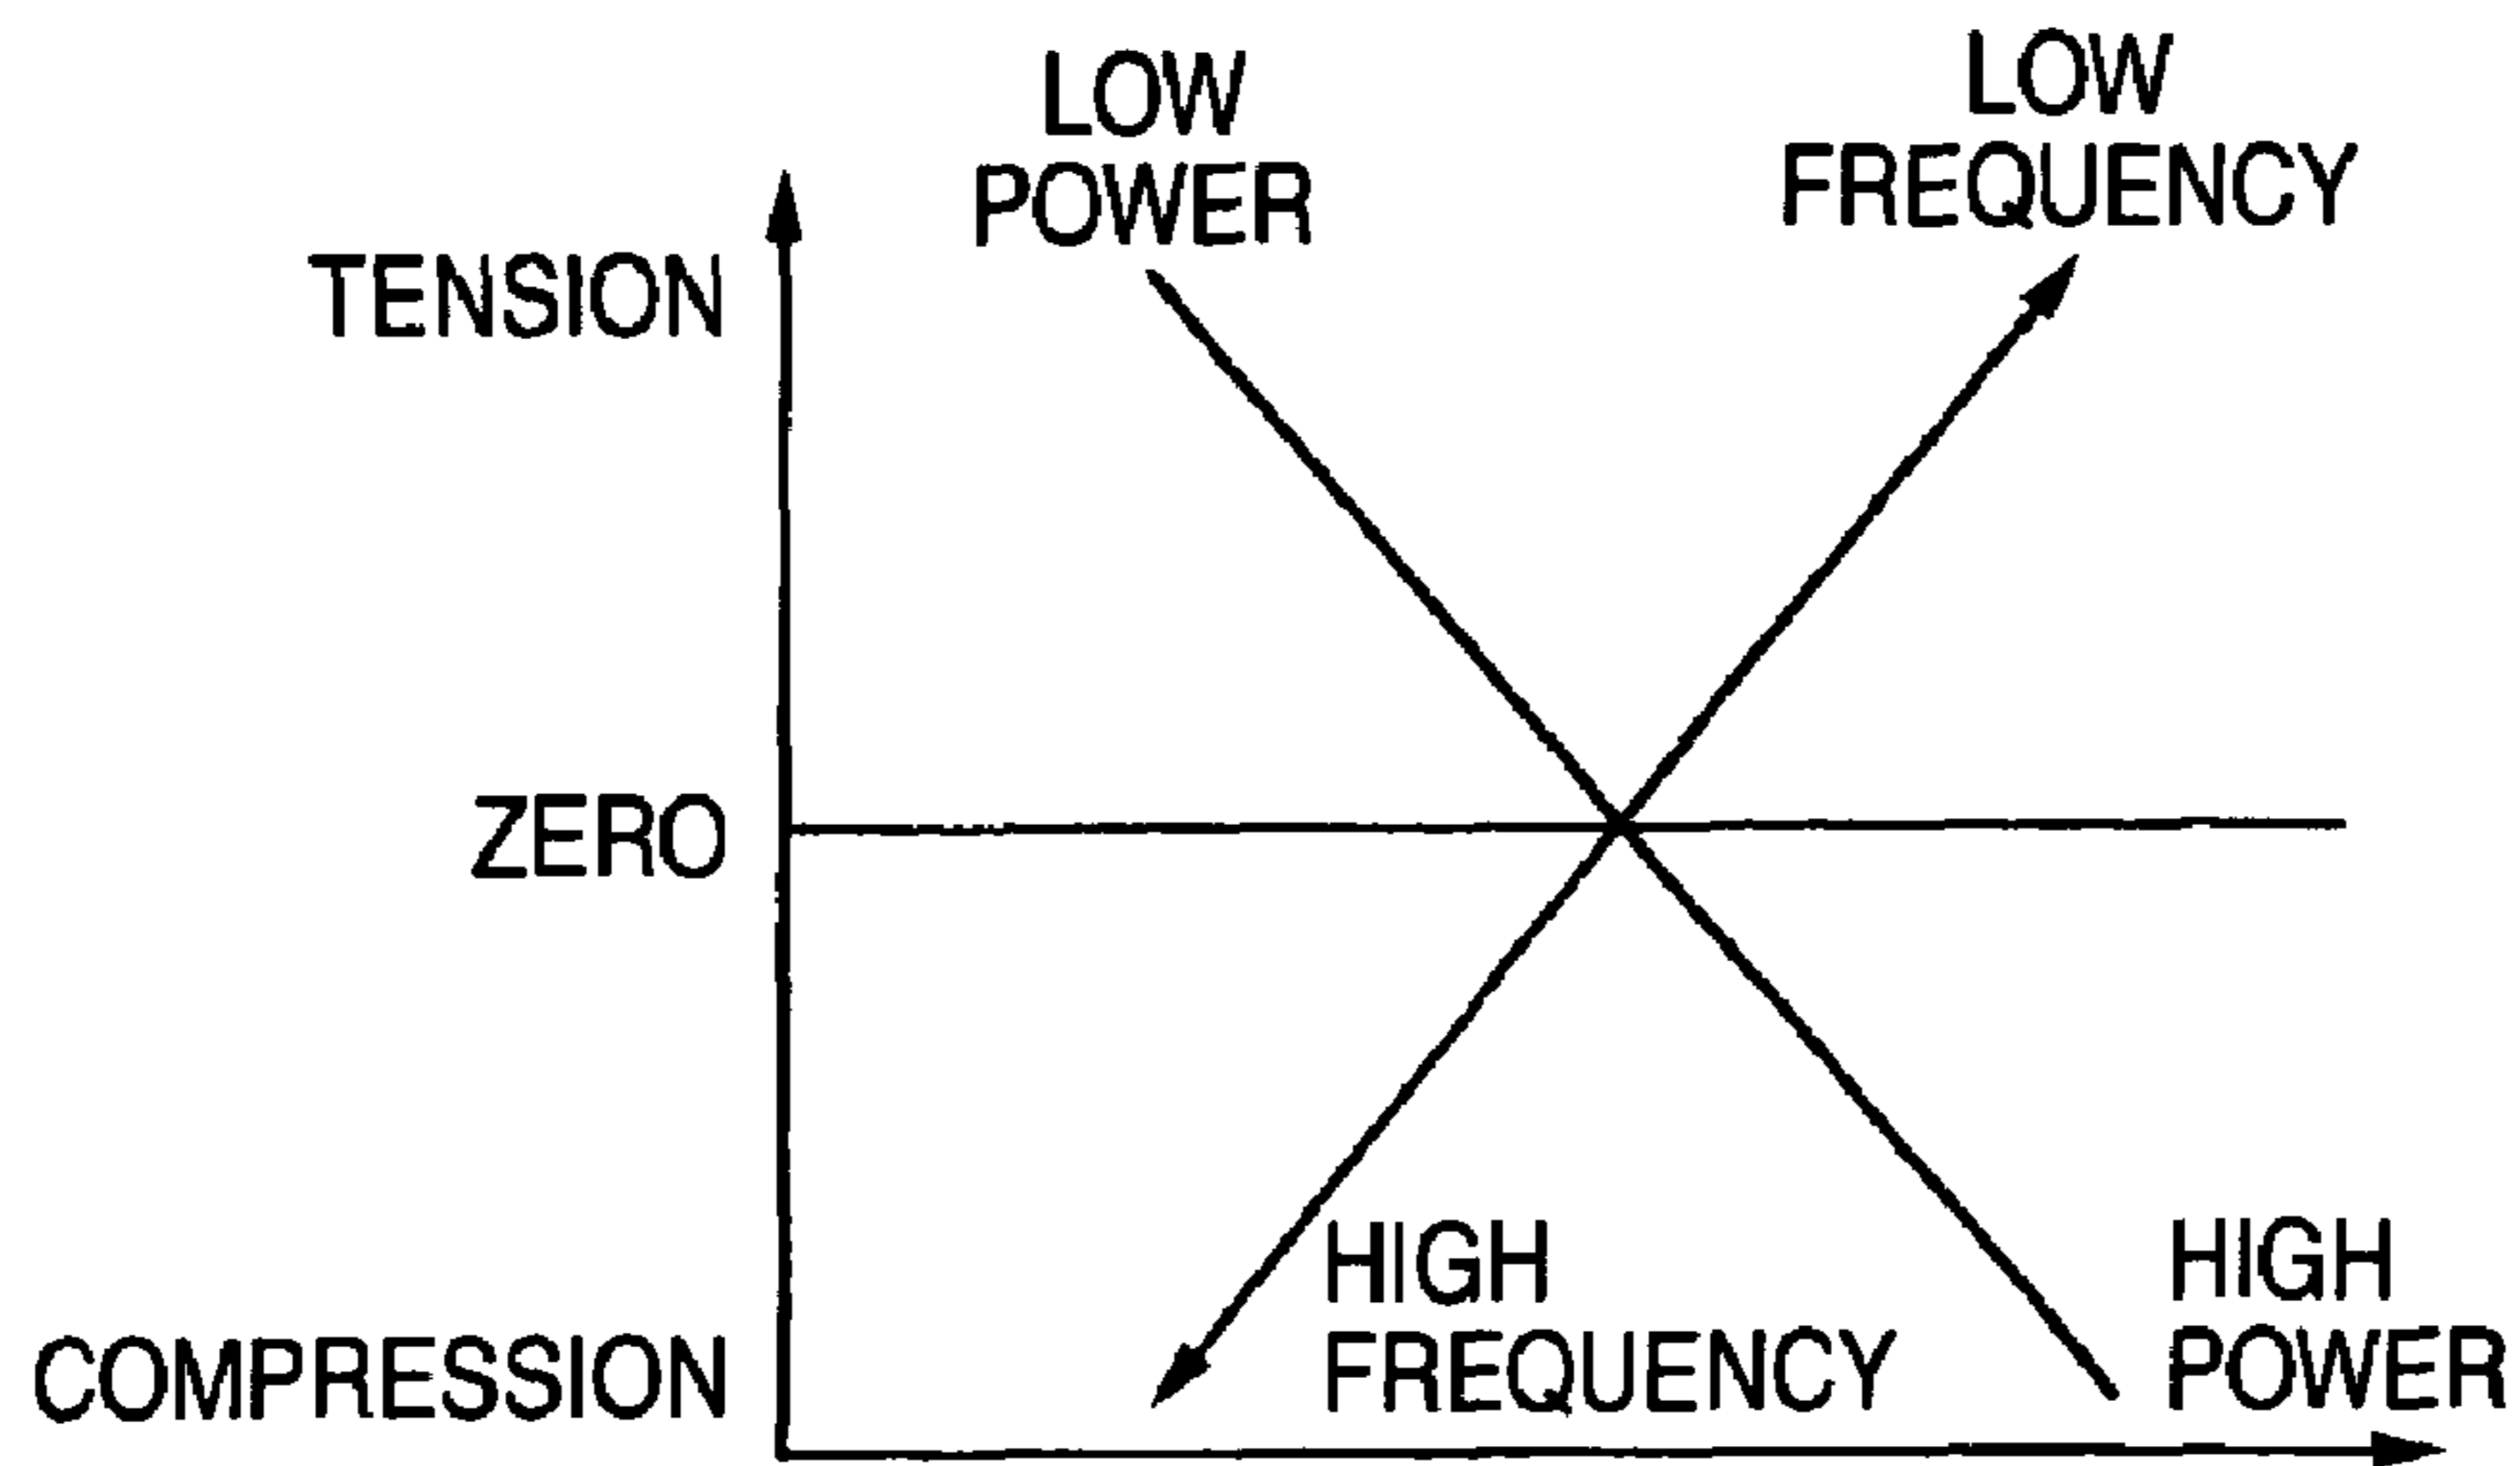 LOW
POWER
LOW
FREQUENCY
TENSION
ZERO
HIGH
FREQUENCY
HIGH
POWER
COMPRESSION